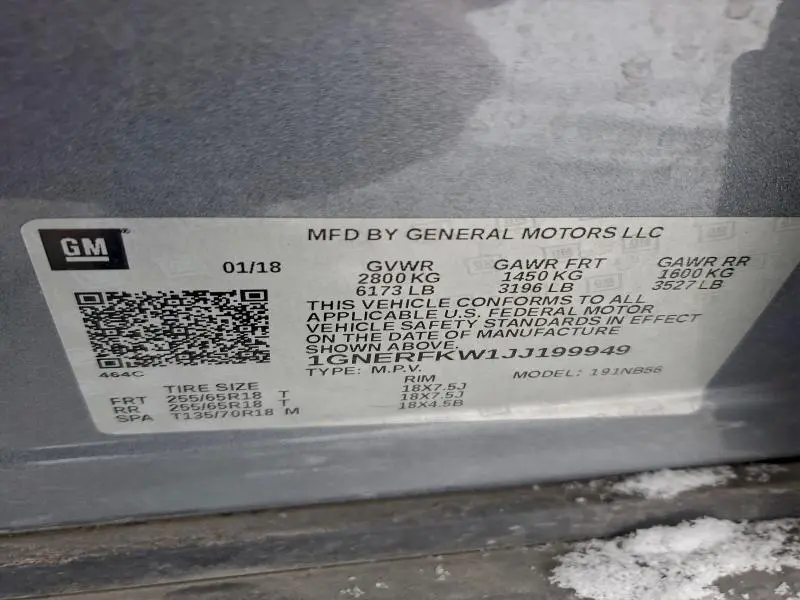 GM
MFD BY GENERAL MOTORS LLC
01/18 GVWR GAWR FRT GAWR RR
2800 KG 1450 KG 1600 KG
6173 LB 3196 LB 3527 LB
THIS VEHICLE CONFORMS TO ALL
APPLICABLE U.S. FEDERAL MOTOR
VEHICLE SAFETY STANDARDS IN EFFECT
ON THE DATE OF MANUFACTURE
SHOWN ABOVE.
1GNERFKW1JJ199949
464C TYPE: M.P.V. MODEL: 191NB56
TIRE SIZE RIM
FRT 255/65R18 T 18X7.5J
RR 255/65R18 T 18X7.5J
SPA T135/70R18 M 18X4.5B